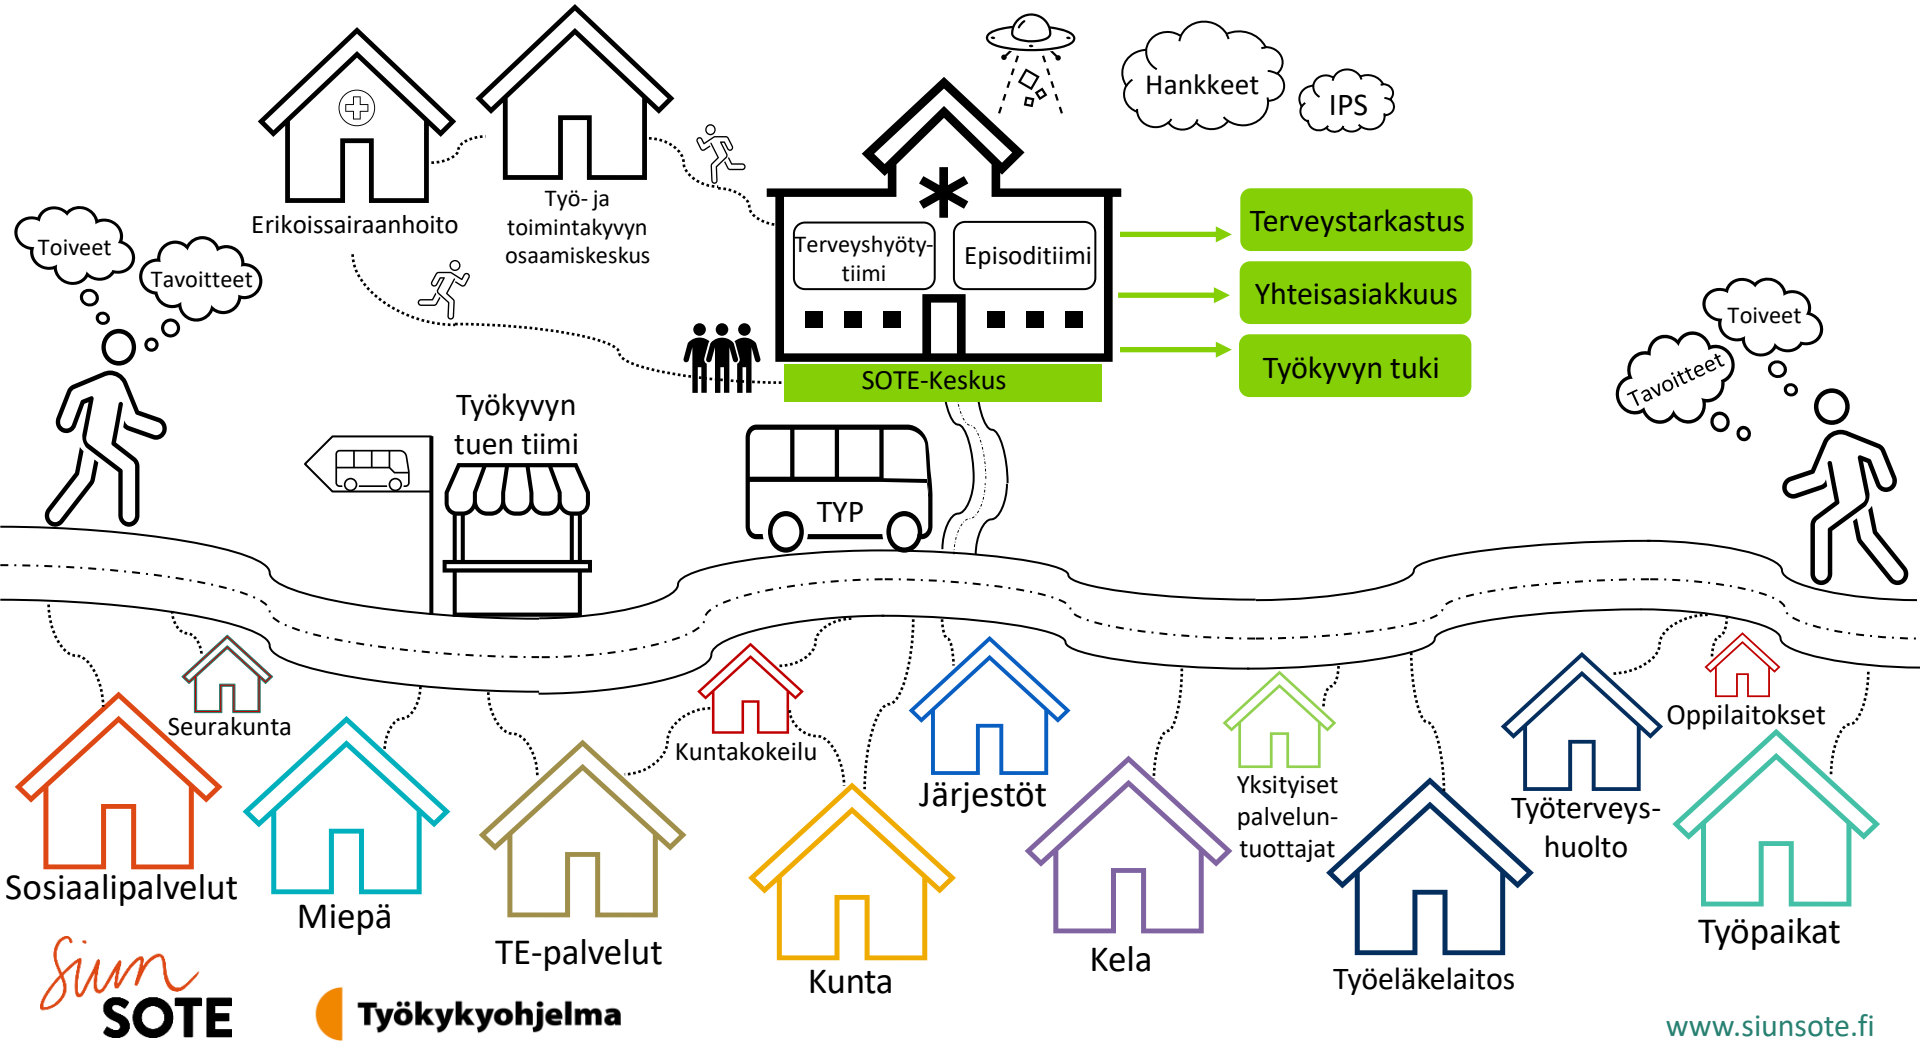 Hankkeet
IPS
Työ- ja
toimintakyvyn
osaamiskeskus
Erikoissairaanhoito
Toiveet
Tavoitteet
Terveyshyöty-
tiimi
Episoditiimi
SOTE-Keskus
Terveystarkastus
Yhteisasiakkuus
Työkyvyn tuki
Toiveet
Tavoitteet
Työkyvyn
tuen tiimi
TYP
Seurakunta
Sosiaalipalvelut
Miepä
TE-palvelut
Kuntakokeilu
Kunta
Järjestöt
Kela
Yksityiset
palvelun-
tuottajat
Työeläkelaitos
Työterveys-
huolto
Oppilaitokset
Työpaikat
Siun
SOTE
Työkykyohjelma
www.siunsote.fi